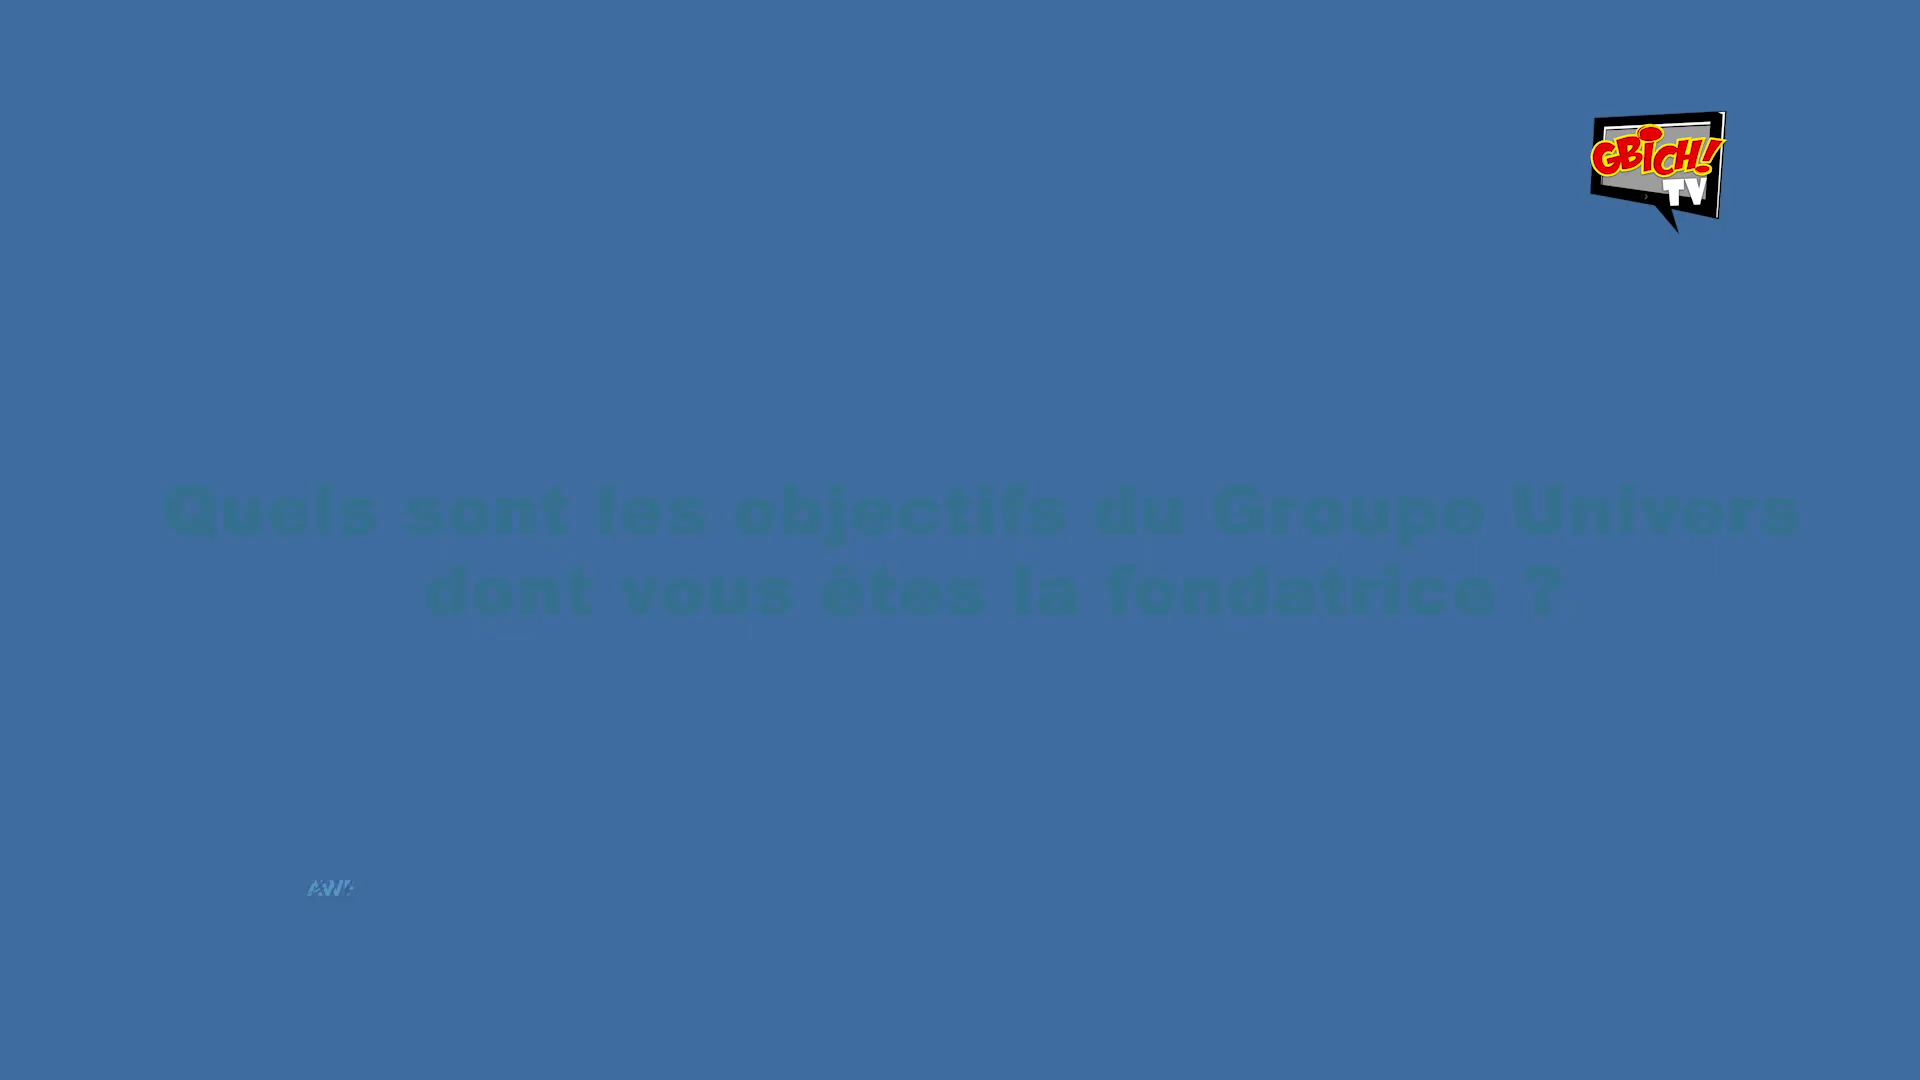 GBICH!
TV
Quels sont les objectifs du Groupe Univers
dont vous êtes la fondatrice ?